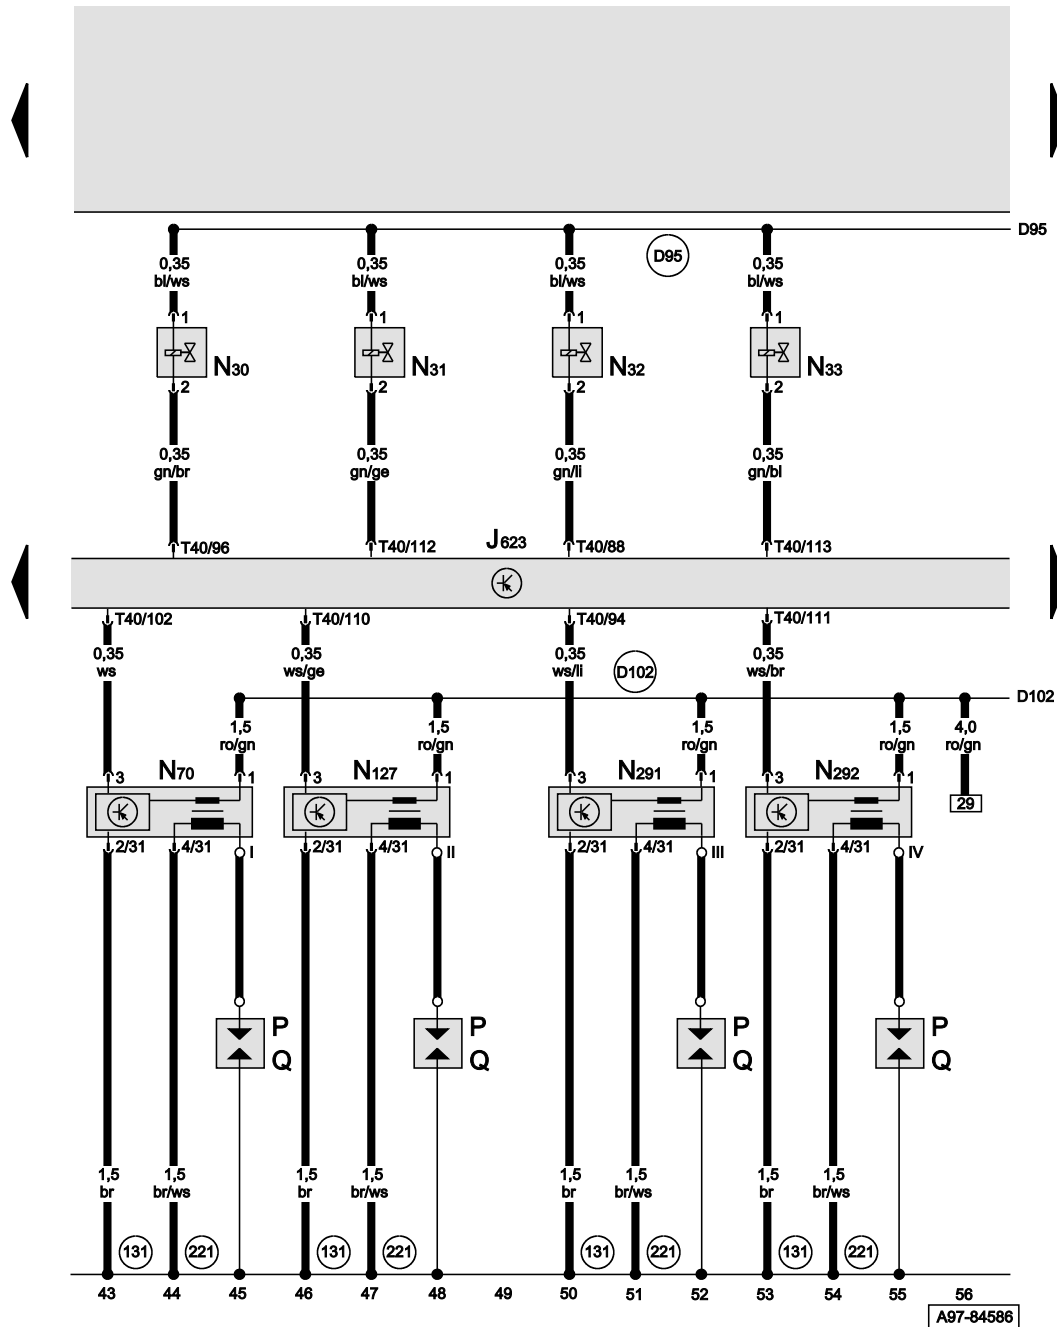 D95
D95
0,35 0,35 0,35 0,35
bl/ws bl/ws bl/ws bl/ws
1 1 1 1
N30 N31 N32 N33
2 2 2 2
0,35 0,35 0,35 0,35
gn/br gn/ge gn/li gn/bl
J623
T40/96 T40/112 T40/88 T40/113
T40/102 T40/110 T40/94 T40/111
0,35 0,35 0,35 0,35
ws ws/ge ws/li ws/br
D102
D102
1,5 1,5 1,5 1,5 4,0
ro/gn ro/gn ro/gn ro/gn ro/gn
3 N70 1 3 N127 1 3 N291 1 3 N292 1
29
2/31 4/31 I 2/31 4/31 II 2/31 4/31 III 2/31 4/31 IV
P P P P
Q Q Q Q
1,5 1,5 1,5 1,5 1,5 1,5 1,5 1,5
br br/ws br br/ws br br/ws br br/ws
131 221 131 221 131 221 131 221
43 44 45 46 47 48 49 50 51 52 53 54 55 56
A97-84586